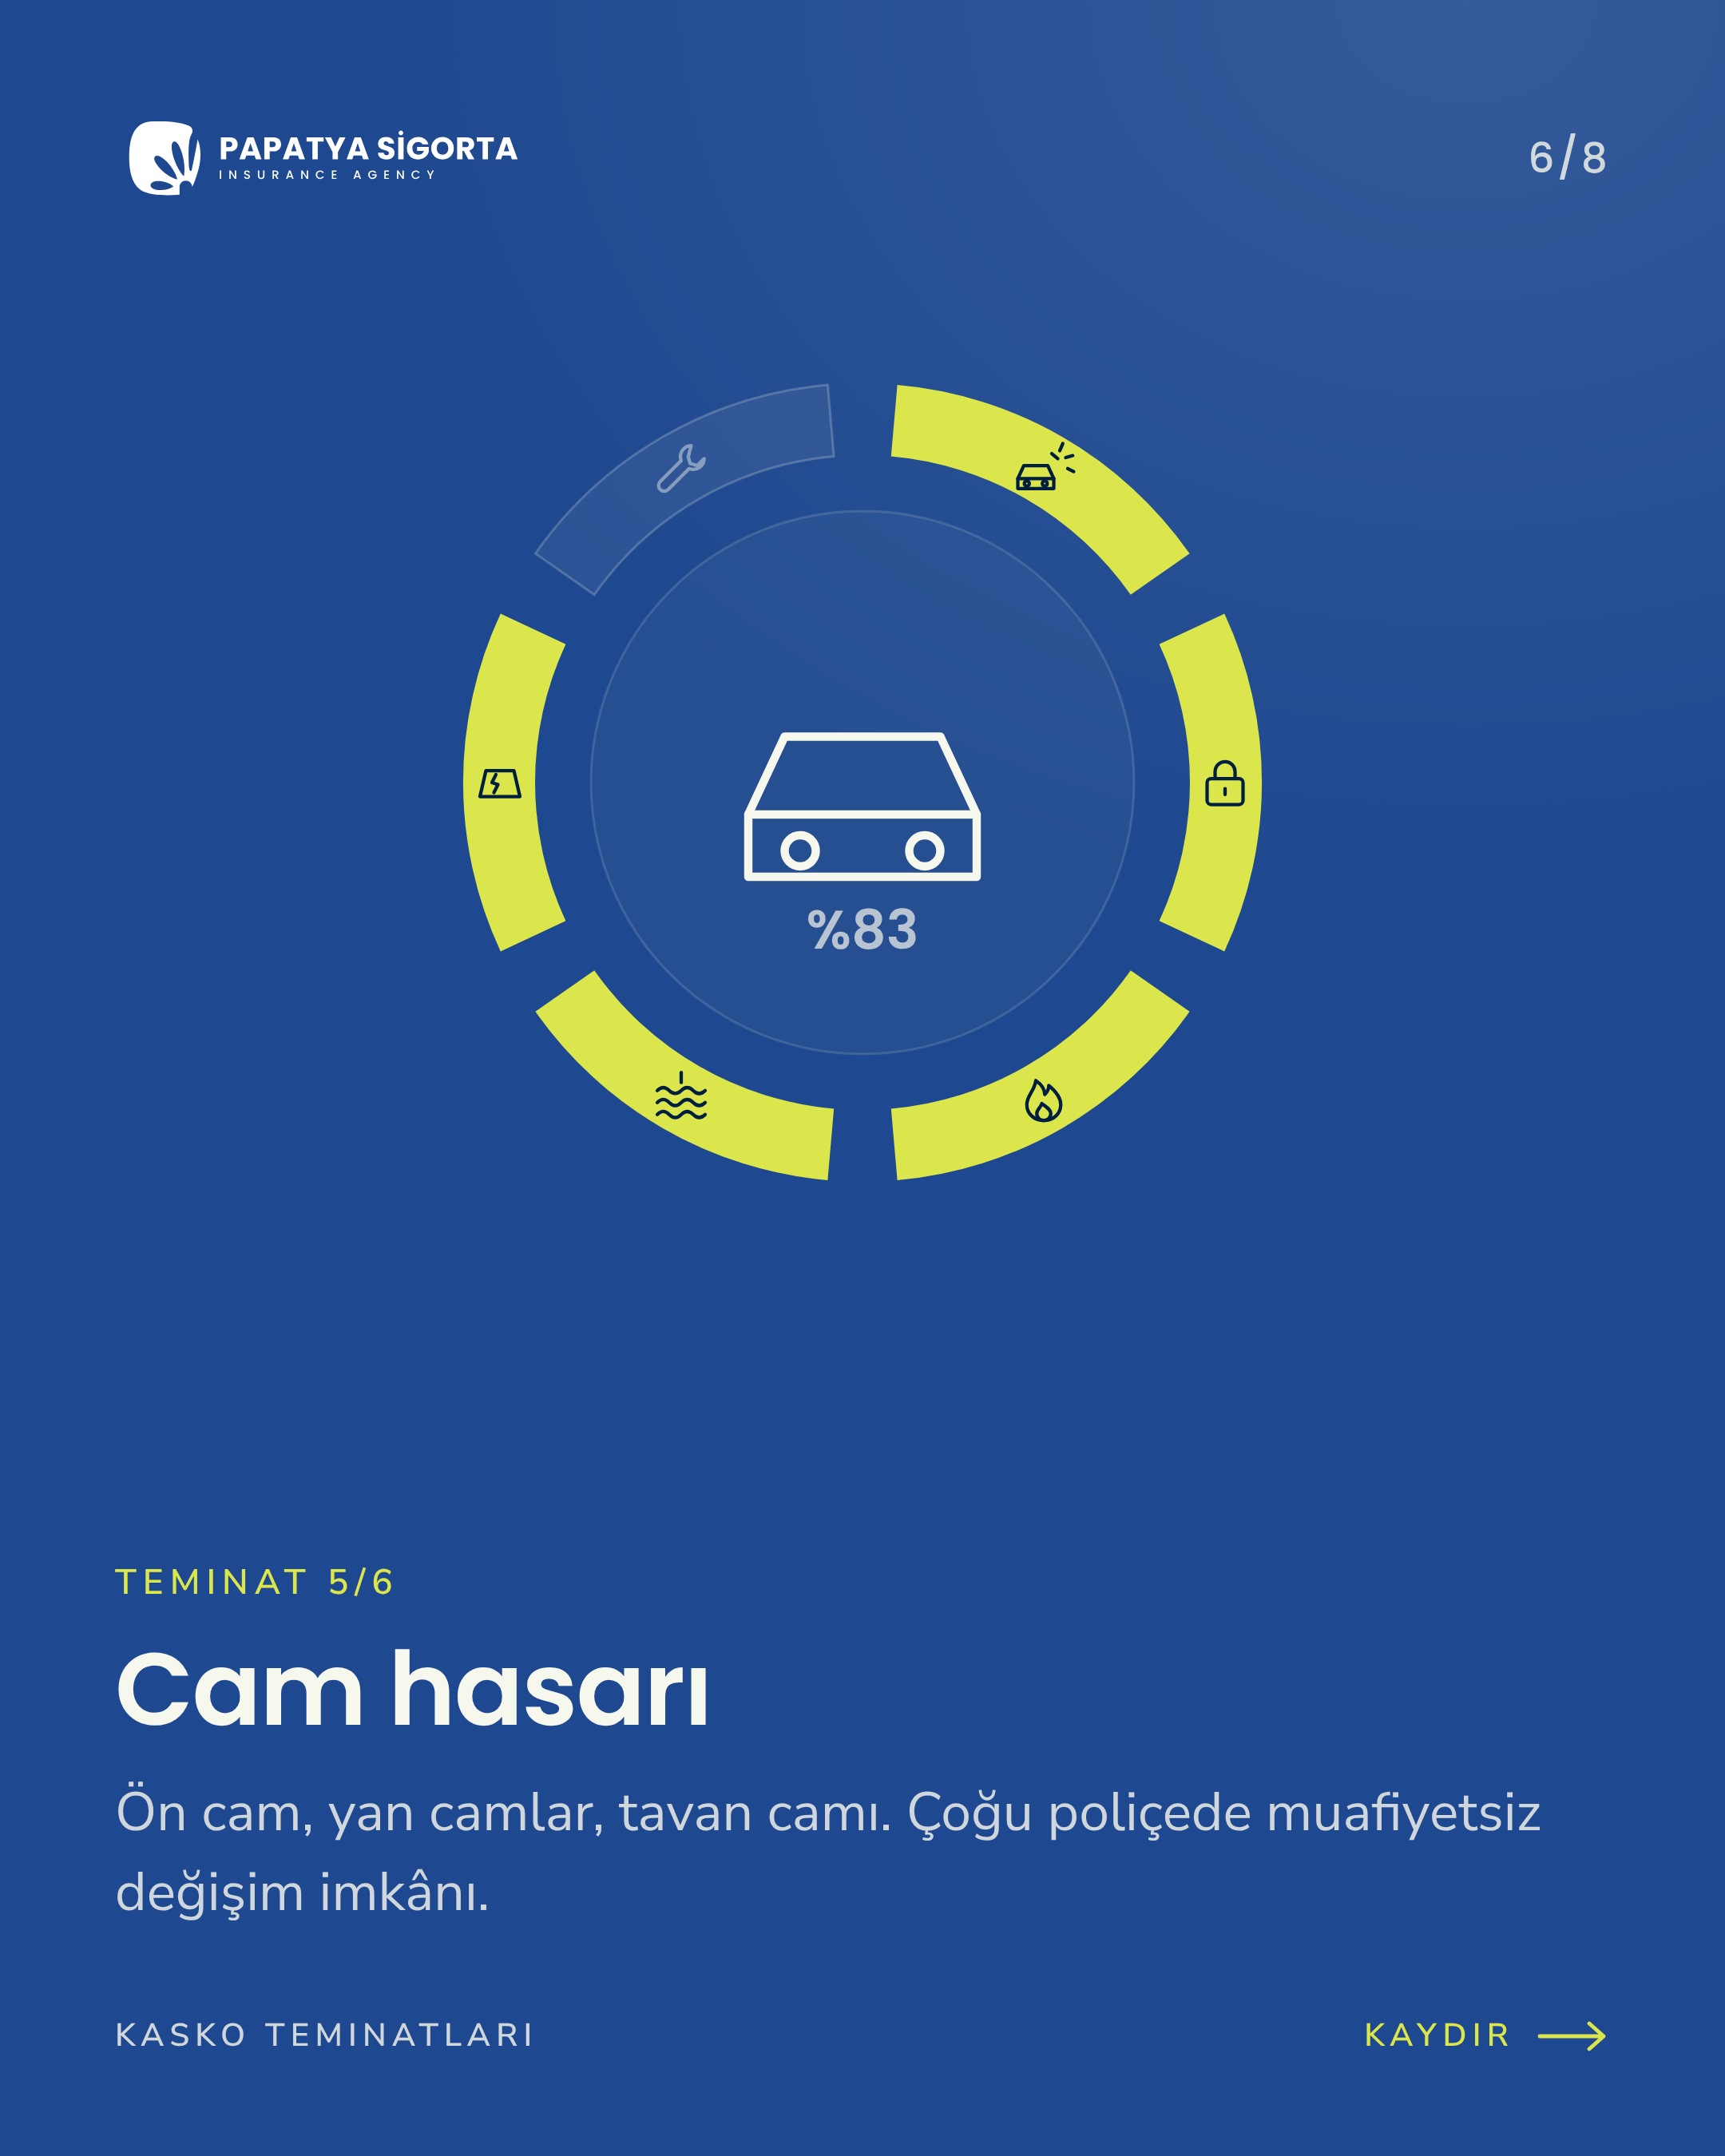 PAPATYA SİGORTA
INSURANCE AGENCY
6/8
%83
TEMINAT 5/6
Cam hasarı
Ön cam, yan camlar, tavan camı. Çoğu poliçede muafiyetsiz
değişim imkânı.
KASKO TEMINATLARI
KAYDIR